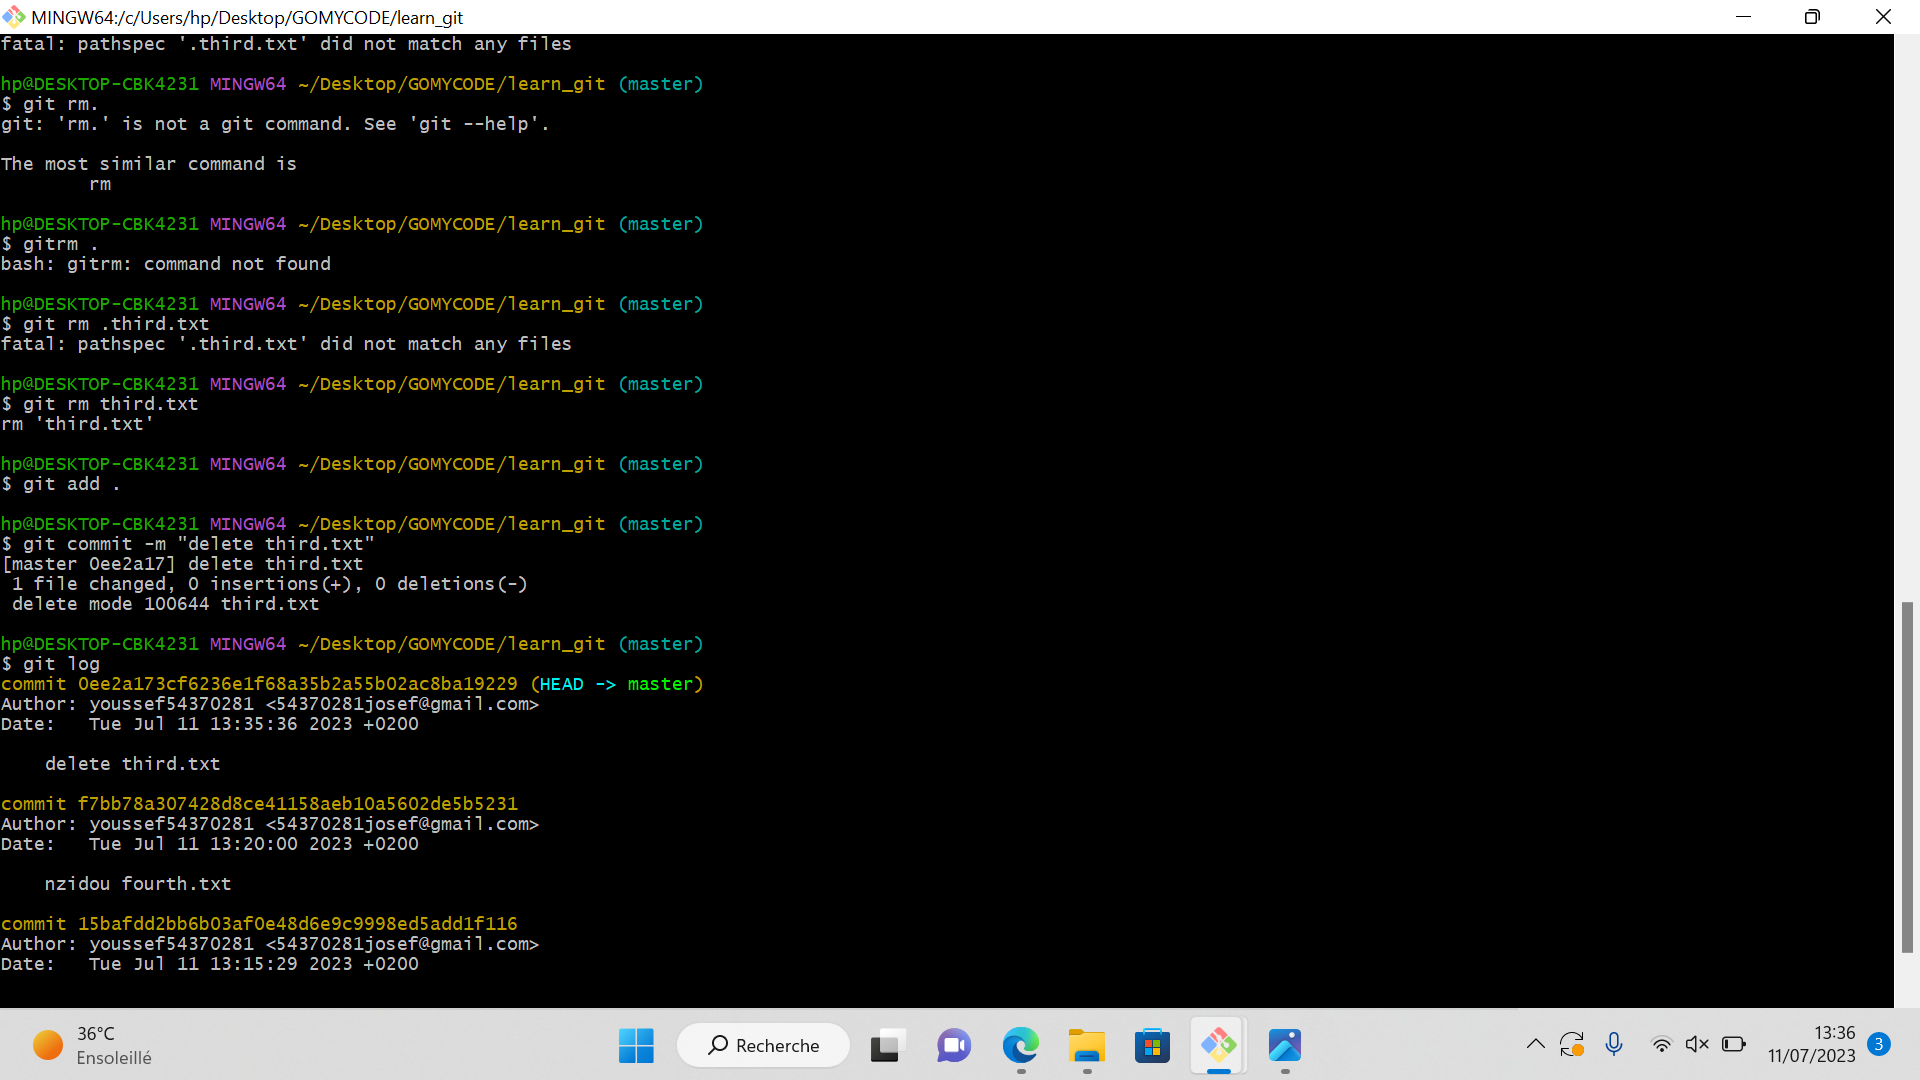 MINGW64:/c/Users/hp/Desktop/GOMYCODE/learn_git
fatal: pathspec '.third.txt' did not match any files
hp@DESKTOP-CBK4231 MINGW64 ~/Desktop/GOMYCODE/learn_git (master)
$ git rm.
git: 'rm.' is not a git command. See 'git --help'.
The most similar command is
rm
hp@DESKTOP-CBK4231 MINGW64 ~/Desktop/GOMYCODE/learn_git (master)
$ gitrm .
bash: gitrm: command not found
hp@DESKTOP-CBK4231 MINGW64 ~/Desktop/GOMYCODE/learn_git (master)
$ git rm .third.txt
fatal: pathspec '.third.txt' did not match any files
hp@DESKTOP-CBK4231 MINGW64 ~/Desktop/GOMYCODE/learn_git (master)
$ git rm third.txt
rm 'third.txt'
hp@DESKTOP-CBK4231 MINGW64 ~/Desktop/GOMYCODE/learn_git (master)
$ git add .
hp@DESKTOP-CBK4231 MINGW64 ~/Desktop/GOMYCODE/learn_git (master)
$ git commit -m "delete third.txt"
[master 0ee2a17] delete third.txt
1 file changed, 0 insertions(+), 0 deletions(-)
delete mode 100644 third.txt
hp@DESKTOP-CBK4231 MINGW64 ~/Desktop/GOMYCODE/learn_git (master)
$ git log
commit 0ee2a173cf6236e1f68a35b2a55b02ac8ba19229 (HEAD -> master)
Author: youssef54370281 <54370281josef@gmail.com>
Date:   Tue Jul 11 13:35:36 2023 +0200
delete third.txt
commit f7bb78a307428d8ce41158aeb10a5602de5b5231
Author: youssef54370281 <54370281josef@gmail.com>
Date:   Tue Jul 11 13:20:00 2023 +0200
nzidou fourth.txt
commit 15bafdd2bb6b03af0e48d6e9c9998ed5add1f116
Author: youssef54370281 <54370281josef@gmail.com>
Date:   Tue Jul 11 13:15:29 2023 +0200
36°C
Ensoleillé
Recherche
13:36
11/07/2023
3